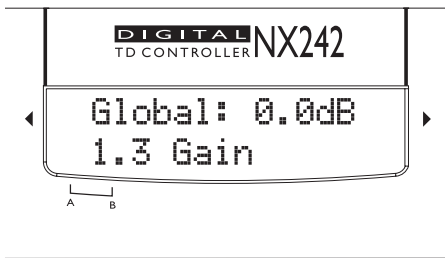 DIGITAL
TD CONTROLLER NX242
Global: 0.0dB
1.3 Gain
A B